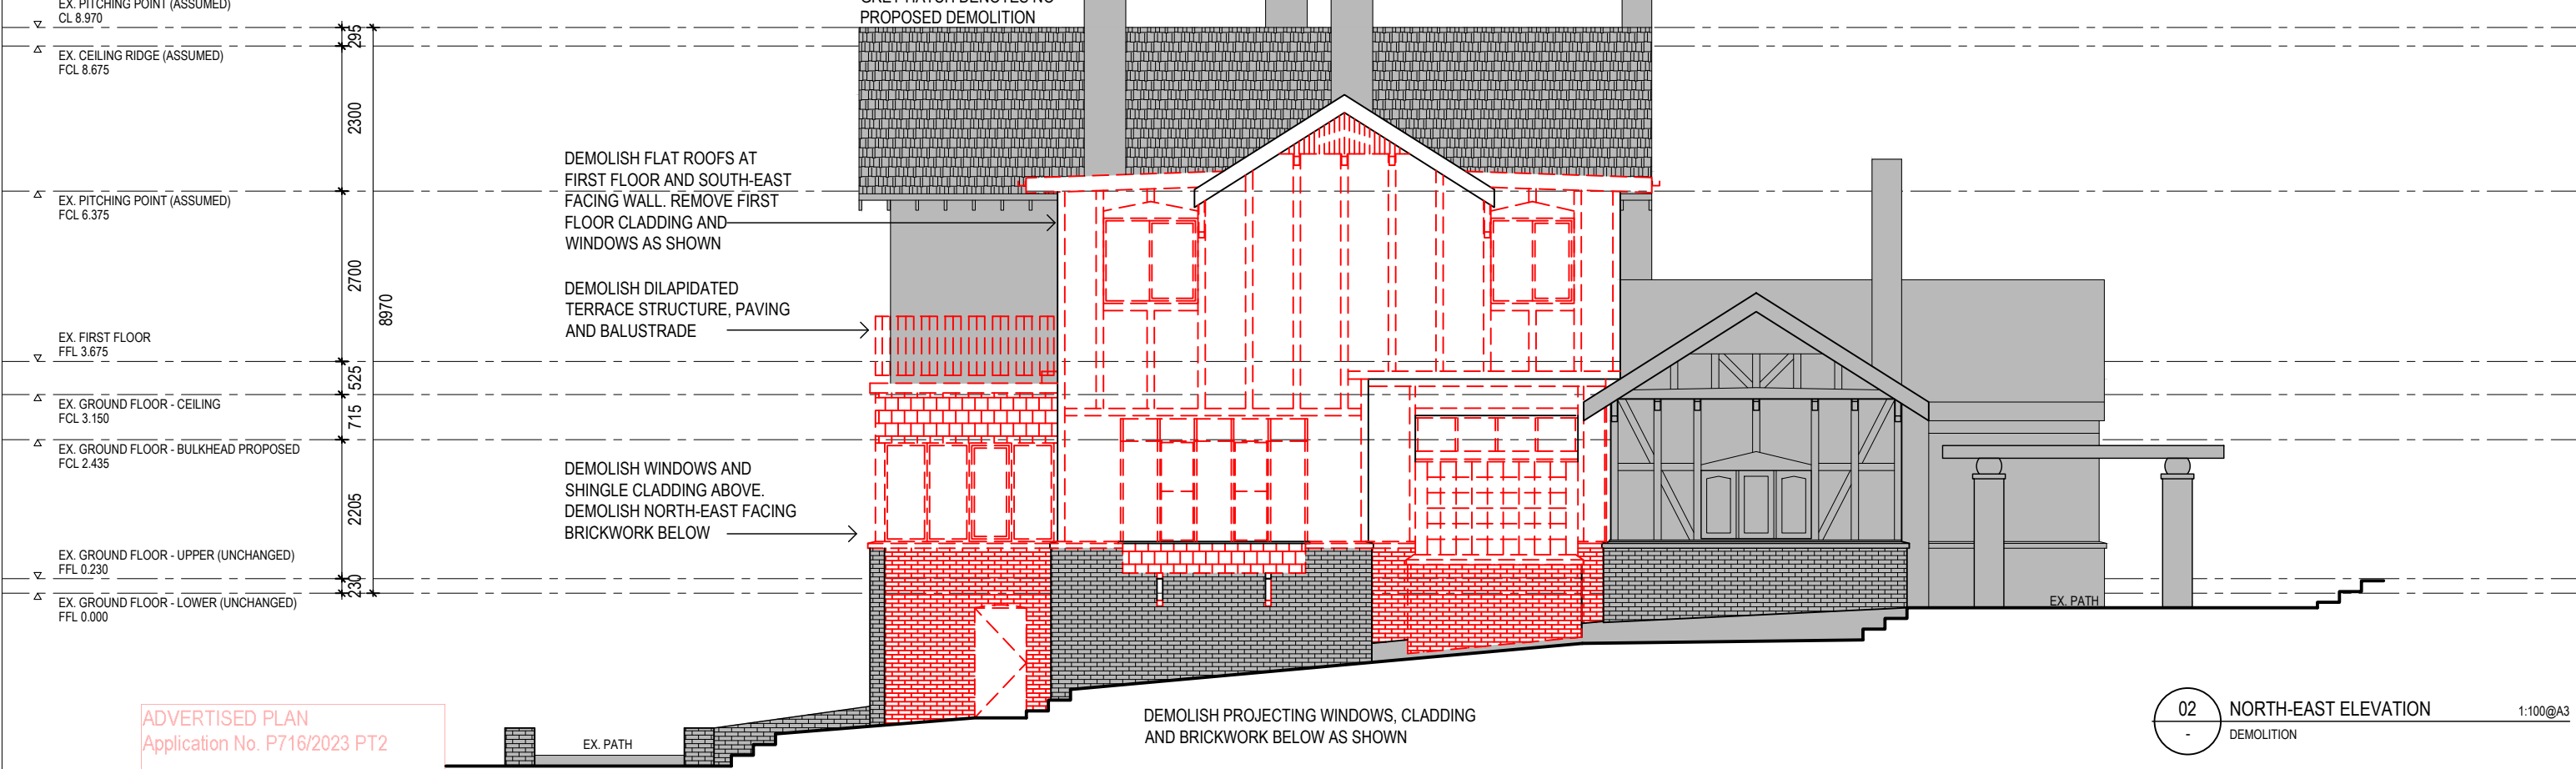 EX. PITCHING POINT (ASSUMED)
CL 8.970
EX. CEILING RIDGE (ASSUMED)
FCL 8.675
EX. PITCHING POINT (ASSUMED)
FCL 6.375
EX. FIRST FLOOR
FFL 3.675
EX. GROUND FLOOR - CEILING
FCL 3.150
EX. GROUND FLOOR - BULKHEAD PROPOSED
FCL 2.435
EX. GROUND FLOOR - UPPER (UNCHANGED)
FFL 0.230
EX. GROUND FLOOR - LOWER (UNCHANGED)
FFL 0.000
295
2300
2700
8970
525
715
2205
230
GREY HATCH DENOTES NO
PROPOSED DEMOLITION
DEMOLISH FLAT ROOFS AT
FIRST FLOOR AND SOUTH-EAST
FACING WALL. REMOVE FIRST
FLOOR CLADDING AND
WINDOWS AS SHOWN
DEMOLISH DILAPIDATED
TERRACE STRUCTURE, PAVING
AND BALUSTRADE
DEMOLISH WINDOWS AND
SHINGLE CLADDING ABOVE.
DEMOLISH NORTH-EAST FACING
BRICKWORK BELOW
EX. PATH
ADVERTISED PLAN
Application No. P716/2023 PT2
EX. PATH
DEMOLISH PROJECTING WINDOWS, CLADDING
AND BRICKWORK BELOW AS SHOWN
02
-
NORTH-EAST ELEVATION
1:100@A3
DEMOLITION